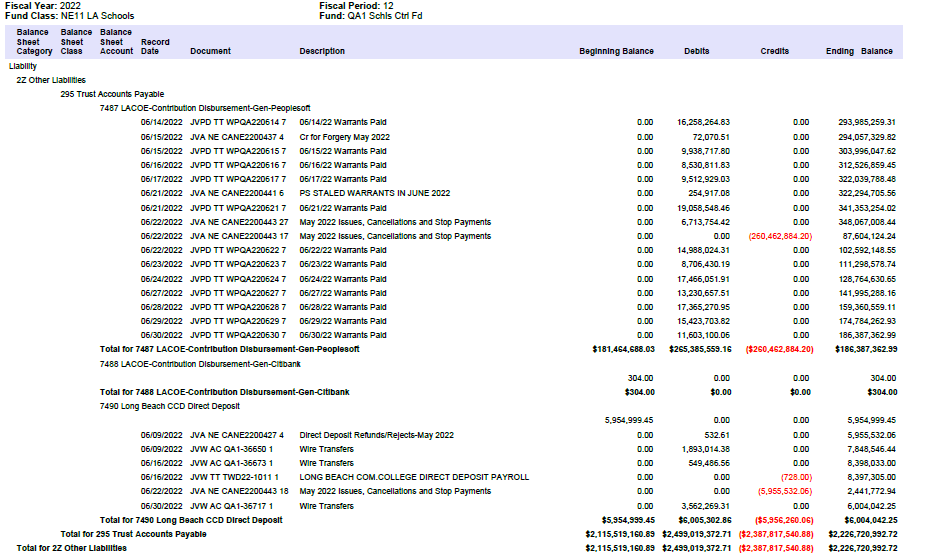 Fiscal Year: 2022 Fiscal Period: 12
Fund Class: NE11 LA Schools Fund: QA1 Schls Ctrl Fd
Balance Balance Balance
Sheet Sheet Sheet Record
Category Class Account Date Document Description Beginning Balance Debits Credits Ending Balance
Liability
2Z Other Liabilities
295 Trust Accounts Payable
7487 LACOE-Contribution Disbursement-Gen-Peoplesoft
06/14/2022 JVPD TT WPQA220614 7 06/14/22 Warrants Paid 0.00 16,258,264.83 0.00 293,985,259.31
06/15/2022 JVA NE CANE2200437 4 Cr for Forgery May 2022 0.00 72,070.51 0.00 294,057,329.82
06/15/2022 JVPD TT WPQA220615 7 06/15/22 Warrants Paid 0.00 9,938,717.80 0.00 303,996,047.62
06/16/2022 JVPD TT WPQA220616 7 06/16/22 Warrants Paid 0.00 8,530,811.83 0.00 312,526,859.45
06/17/2022 JVPD TT WPQA220617 7 06/17/22 Warrants Paid 0.00 9,512,929.03 0.00 322,039,788.48
06/21/2022 JVA NE CANE2200441 6 PS STALED WARRANTS IN JUNE 2022 0.00 254,917.08 0.00 322,294,705.56
06/21/2022 JVPD TT WPQA220621 7 06/21/22 Warrants Paid 0.00 19,058,548.46 0.00 341,353,254.02
06/22/2022 JVA NE CANE2200443 27 May 2022 Issues, Cancellations and Stop Payments 0.00 6,713,754.42 0.00 348,067,008.44
06/22/2022 JVA NE CANE2200443 17 May 2022 Issues, Cancellations and Stop Payments 0.00 0.00 (260,462,884.20) 87,604,124.24
06/22/2022 JVPD TT WPQA220622 7 06/22/22 Warrants Paid 0.00 14,988,024.31 0.00 102,592,148.55
06/23/2022 JVPD TT WPQA220623 7 06/23/22 Warrants Paid 0.00 8,706,430.19 0.00 111,298,578.74
06/24/2022 JVPD TT WPQA220624 7 06/24/22 Warrants Paid 0.00 17,466,051.91 0.00 128,764,630.65
06/27/2022 JVPD TT WPQA220627 7 06/27/22 Warrants Paid 0.00 13,230,657.51 0.00 141,995,288.16
06/28/2022 JVPD TT WPQA220628 7 06/28/22 Warrants Paid 0.00 17,365,270.95 0.00 159,360,559.11
06/29/2022 JVPD TT WPQA220629 7 06/29/22 Warrants Paid 0.00 15,423,703.82 0.00 174,784,262.93
06/30/2022 JVPD TT WPQA220630 7 06/30/22 Warrants Paid 0.00 11,603,100.06 0.00 186,387,362.99
Total for 7487 LACOE-Contribution Disbursement-Gen-Peoplesoft $181,464,688.03 $265,385,559.16 ($260,462,884.20) $186,387,362.99
7488 LACOE-Contribution Disbursement-Gen-Citibank
304.00 0.00 0.00 304.00
Total for 7488 LACOE-Contribution Disbursement-Gen-Citibank $304.00 $0.00 $0.00 $304.00
7490 Long Beach CCD Direct Deposit
5,954,999.45 0.00 0.00 5,954,999.45
06/09/2022 JVA NE CANE2200427 4 Direct Deposit Refunds/Rejects-May 2022 0.00 532.61 0.00 5,955,532.06
06/09/2022 JVW AC QA1-36650 1 Wire Transfers 0.00 1,893,014.38 0.00 7,848,546.44
06/16/2022 JVW AC QA1-36673 1 Wire Transfers 0.00 549,486.56 0.00 8,398,033.00
06/16/2022 JVW TT TWD22-1011 1 LONG BEACH COM.COLLEGE DIRECT DEPOSIT PAYROLL 0.00 0.00 (728.00) 8,397,305.00
06/22/2022 JVA NE CANE2200443 18 May 2022 Issues, Cancellations and Stop Payments 0.00 0.00 (5,955,532.06) 2,441,772.94
06/30/2022 JVW AC QA1-36717 1 Wire Transfers 0.00 3,562,269.31 0.00 6,004,042.25
Total for 7490 Long Beach CCD Direct Deposit $5,954,999.45 $6,005,302.86 ($5,956,260.06) $6,004,042.25
Total for 295 Trust Accounts Payable $2,115,519,160.89 $2,499,019,372.71 ($2,387,817,540.88) $2,226,720,992.72
Total for 2Z Other Liabilities $2,115,519,160.89 $2,499,019,372.71 ($2,387,817,540.88) $2,226,720,992.72